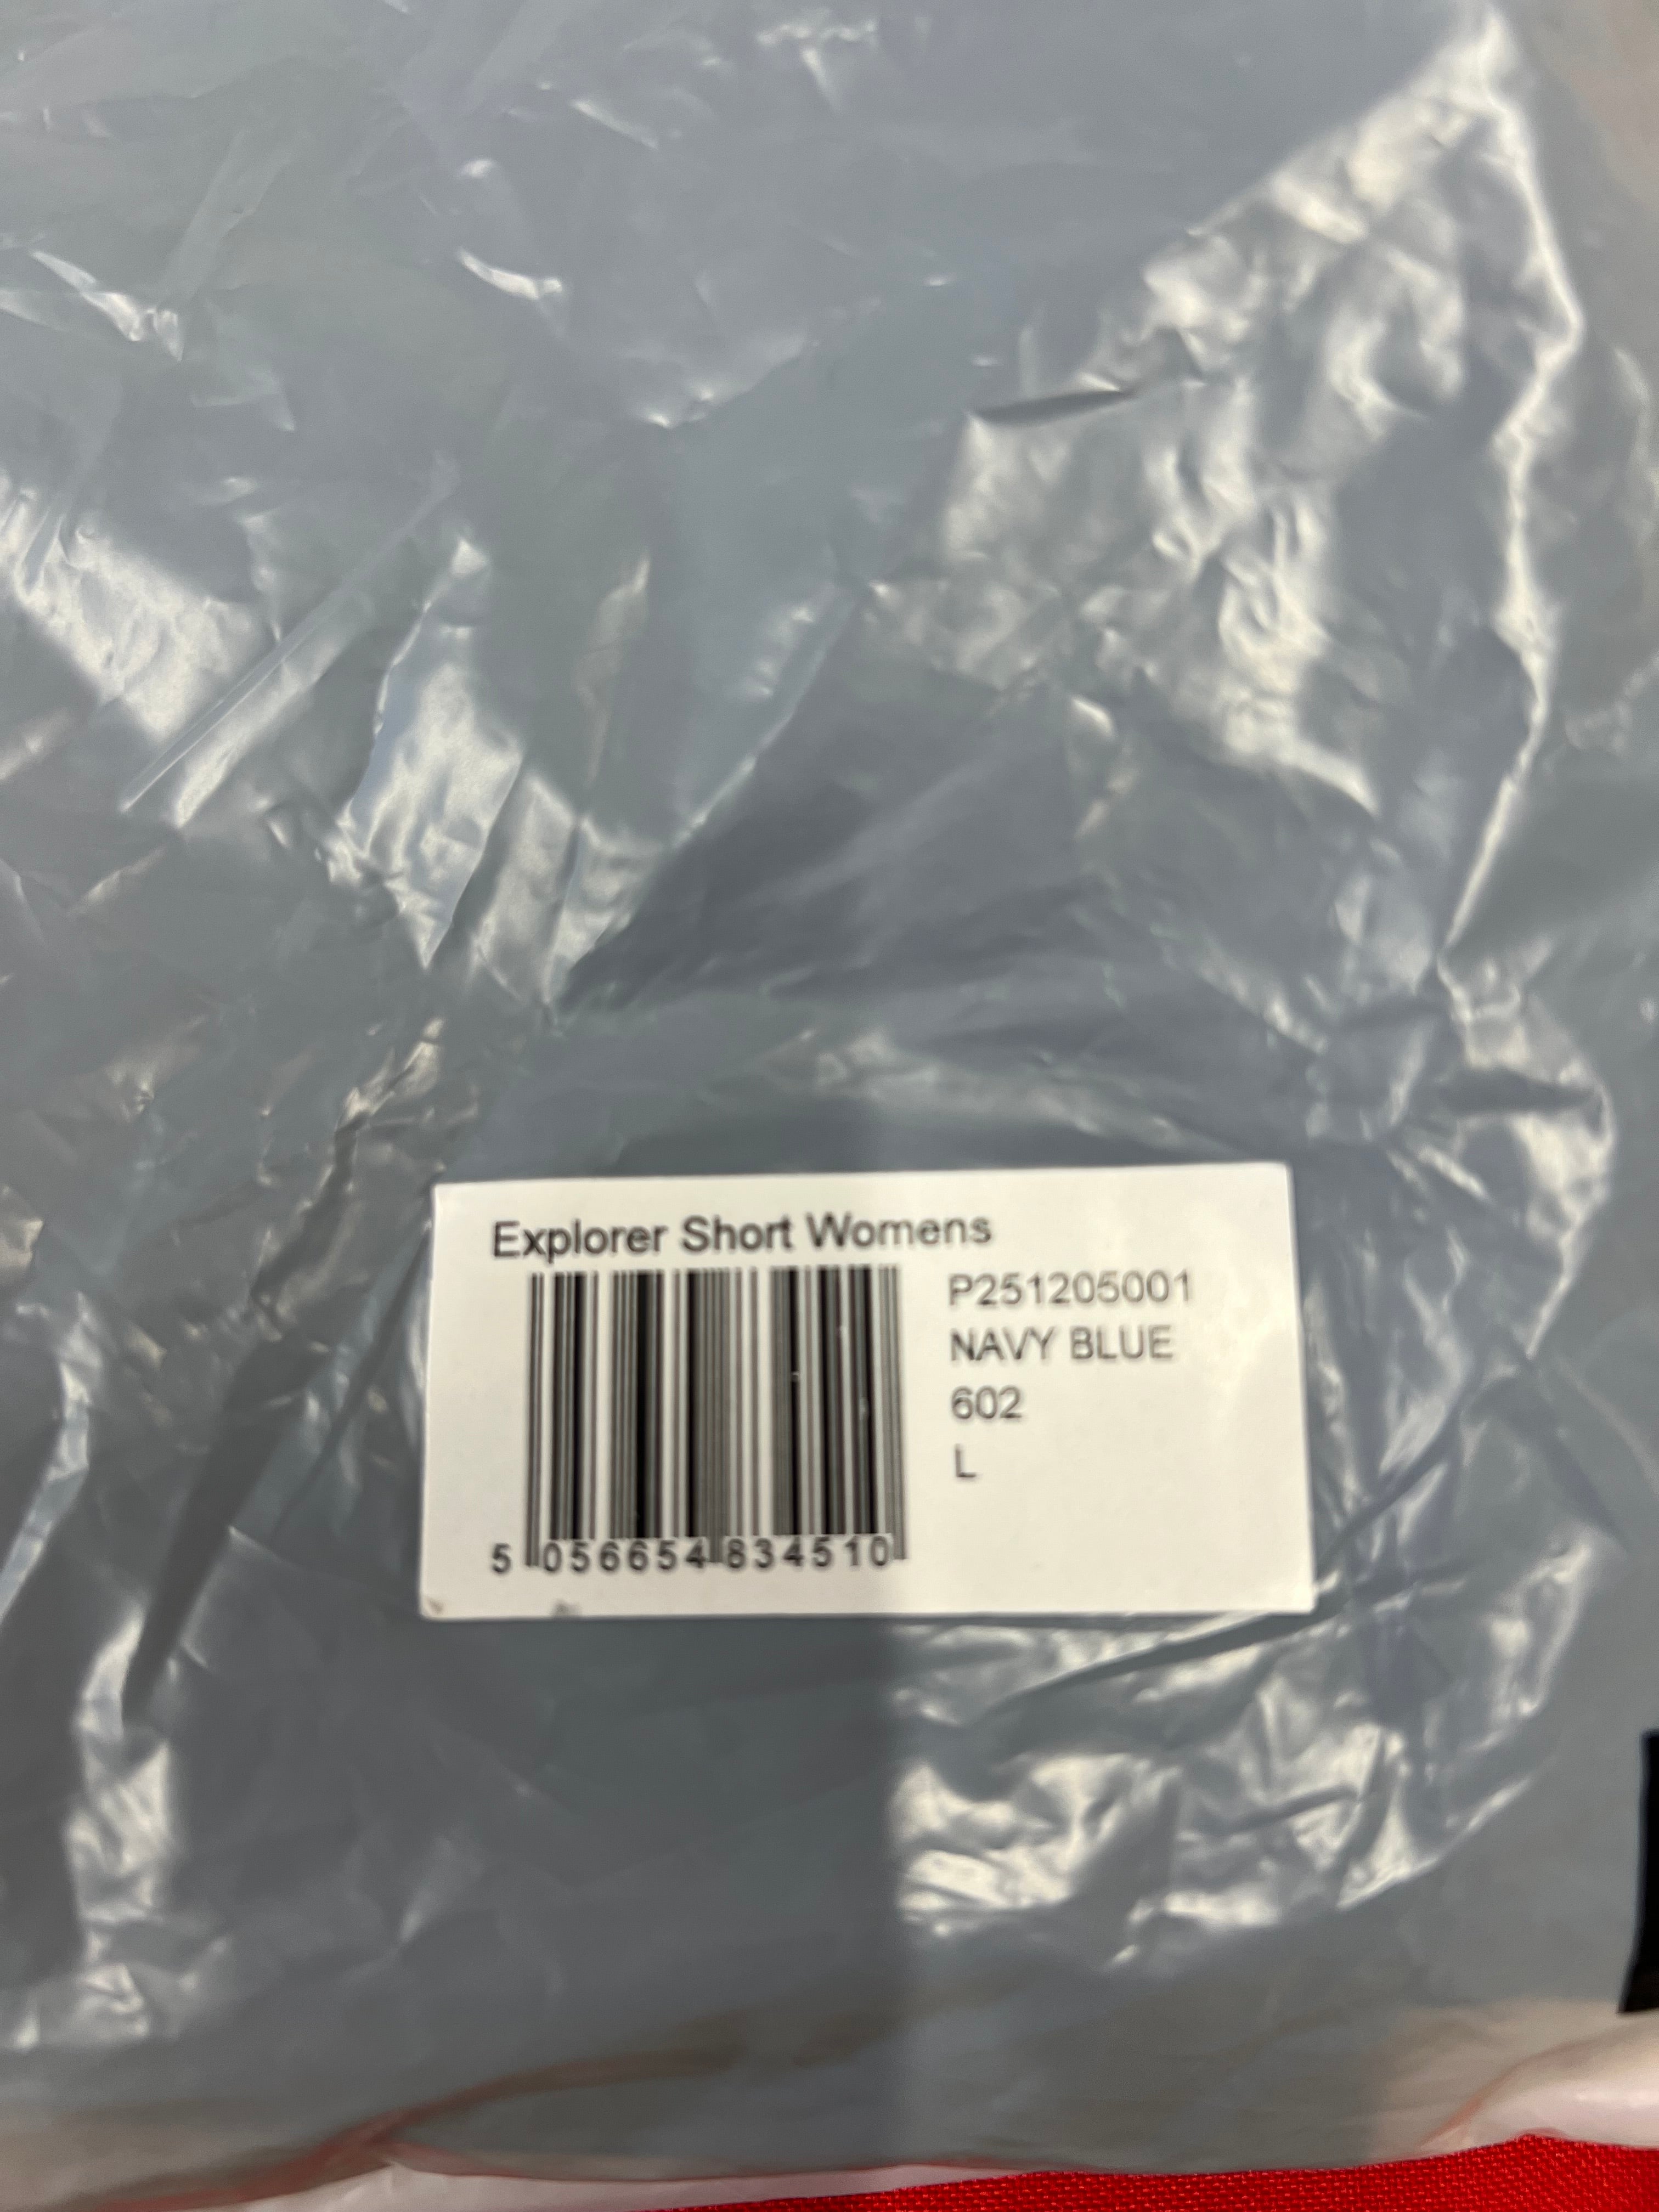 Explorer Short Womens
P251205001
NAVY BLUE
602
L
5 056654 834510